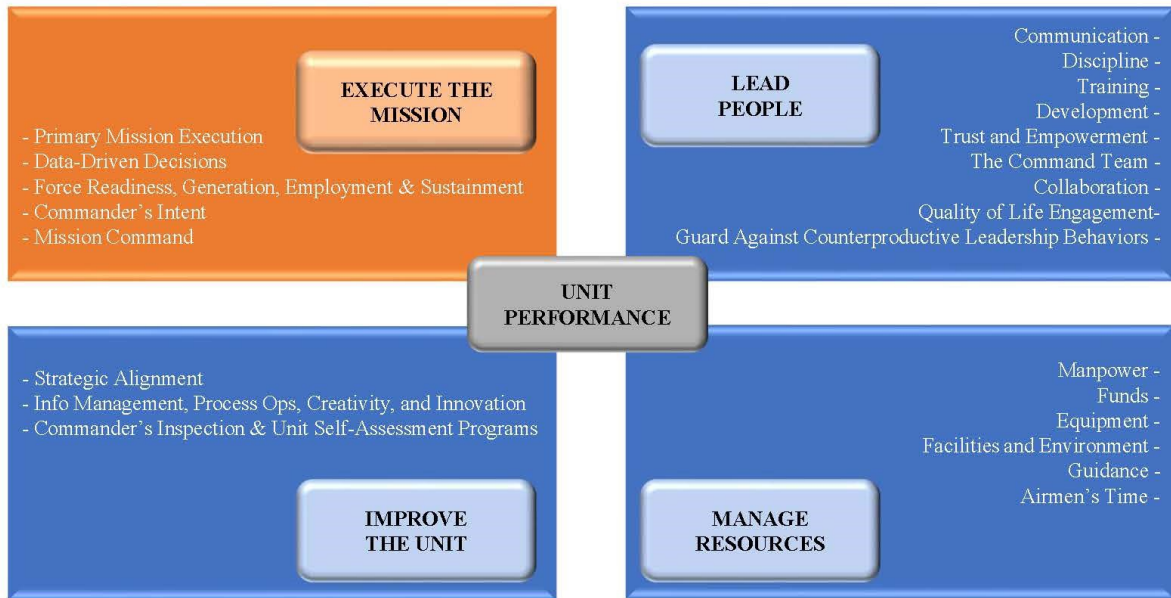 EXECUTE THE
MISSION
- Primary Mission Execution
- Data-Driven Decisions
- Force Readiness, Generation, Employment & Sustainment
- Commander's Intent
- Mission Command
LEAD
PEOPLE
Communication -
Discipline -
Training -
Development -
Trust and Empowerment -
The Command Team -
Collaboration -
Quality of Life Engagement-
Guard Against Counterproductive Leadership Behaviors -
UNIT
PERFORMANCE
- Strategic Alignment
- Info Management, Process Ops, Creativity, and Innovation
- Commander's Inspection & Unit Self-Assessment Programs
IMPROVE
THE UNIT
Manpower -
Funds -
Equipment -
Facilities and Environment -
Guidance -
Airmen's Time -
MANAGE
RESOURCES